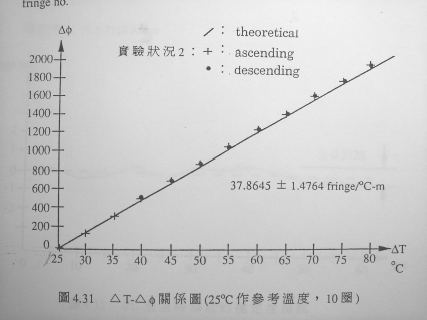 fringe no.
Δϕ
/ : theoretical
實驗狀況2 : + : ascending
• : descending
2000
1800
1600
1400
1200
1000
800
600
400
200
0
37.8645 ± 1.4764 fringe/°C-m
25 30 35 40 45 50 55 60 65 70 75 80
ΔT
°C
圖4.31 △T-△ϕ關係圖(25°C作參考溫度，10圈)